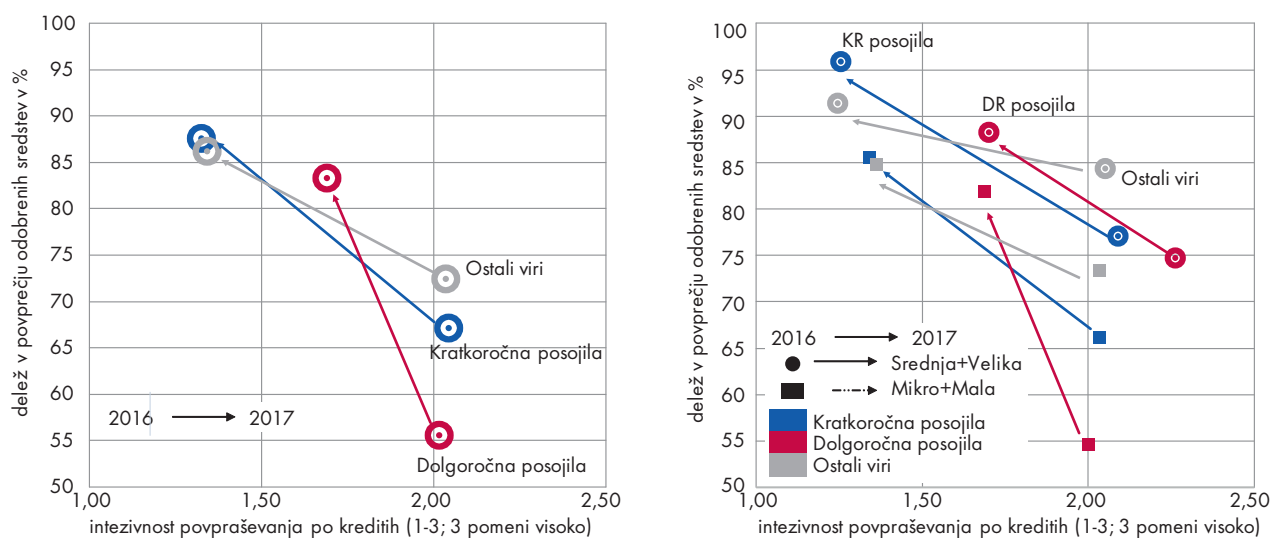 delež v povprečju odobrenih sredstev v %
100
95
90
85
80
75
70
65
60
55
50
Ostali viri
Kratkoročna posojila
2016
2017
Dolgoročna posojila
1,00
1,50
2,00
2,50
intezivnost povpraševanja po kreditih (1-3; 3 pomeni visoko)
delež v povprečju odobrenih sredstev v %
100
95
90
85
80
75
70
65
60
55
50
KR posojila
DR posojila
Ostali viri
2016
2017
Srednja+Velika
Mikro+Mala
Kratkoročna posojila
Dolgoročna posojila
Ostali viri
1,00
1,50
2,00
2,50
intezivnost povpraševanja po kreditih (1-3; 3 pomeni visoko)